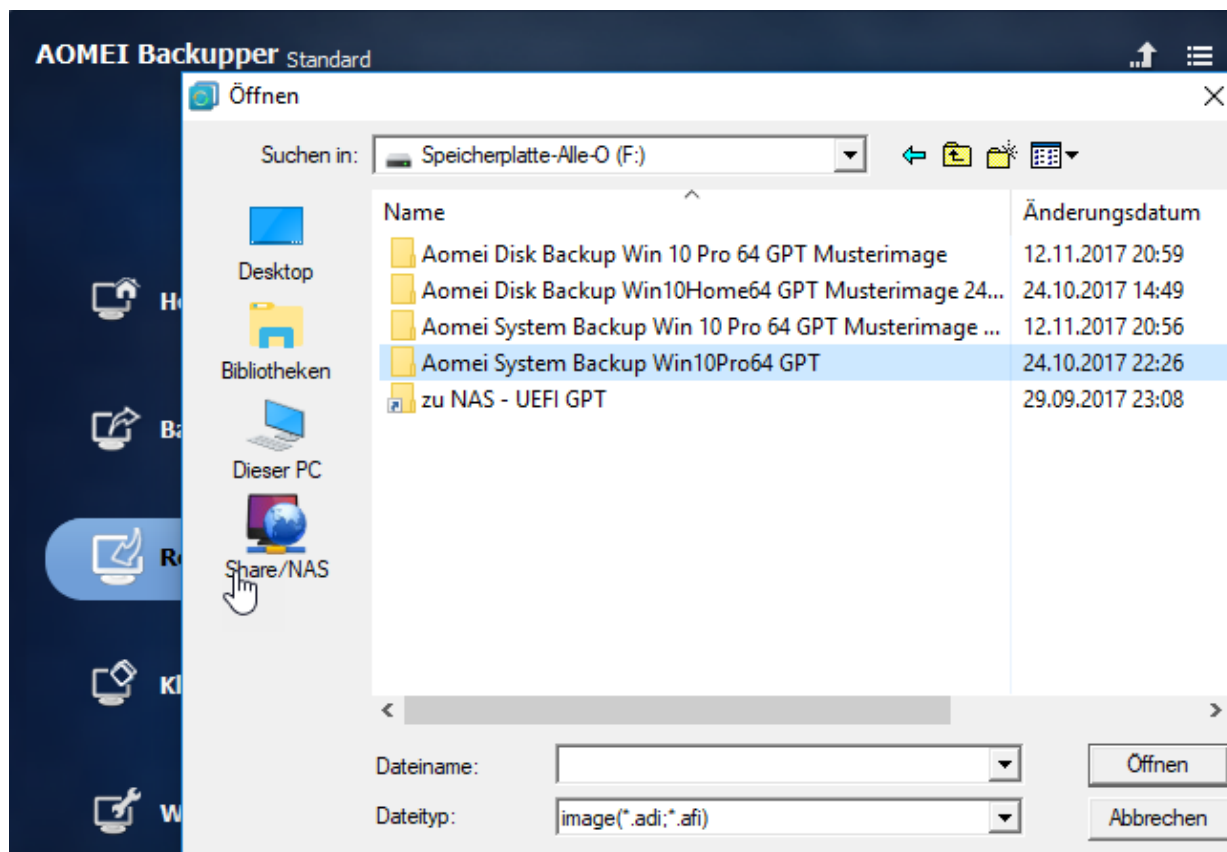 AOMEI Backupper Standard
Öffnen
Suchen in: Speicherplatte-Alle-O (F:)
Name Änderungsdatum
Aomei Disk Backup Win 10 Pro 64 GPT Musterimage 12.11.2017 20:59
Aomei Disk Backup Win10Home64 GPT Musterimage 24... 24.10.2017 14:49
Aomei System Backup Win 10 Pro 64 GPT Musterimage ... 12.11.2017 20:56
Aomei System Backup Win10Pro64 GPT 24.10.2017 22:26
zu NAS - UEFI GPT 29.09.2017 23:08
Desktop
Bibliotheken
Dieser PC
Share/NAS
Dateiname: Öffnen
Dateityp: image(*.adi;*.afi) Abbrechen